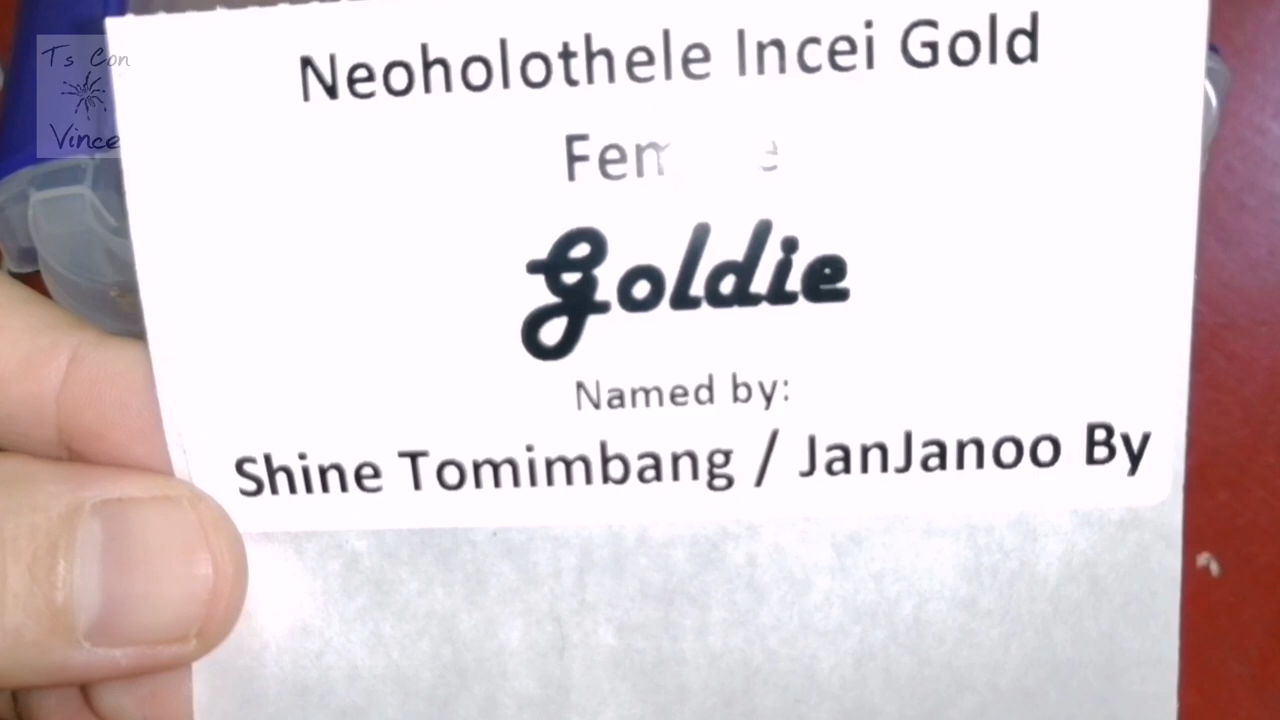 Ts Con
Vince
Neoholothele Incei Gold
Goldie
Named by:
Shine Tomimbang / JanJanoo By